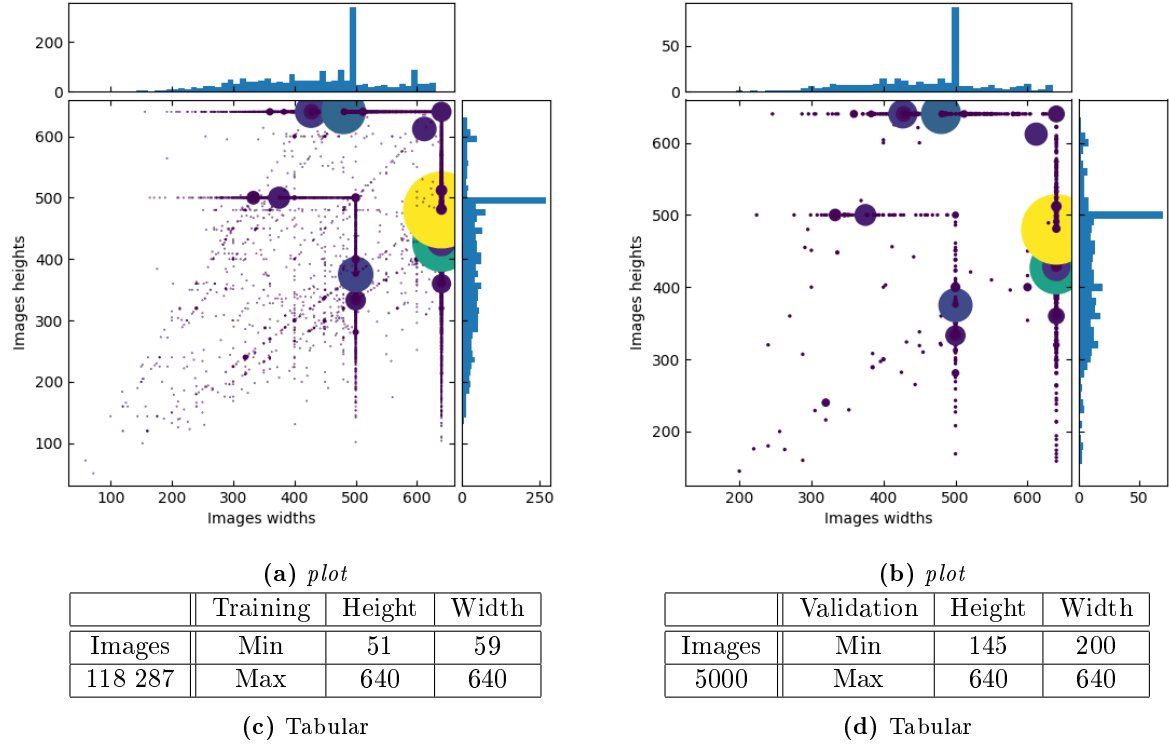 200
0
600
500
400
300
200
100
Images heights
100 200 300 400 500 600
Images widths
0 250
(a) plot
50
0
600
500
400
300
200
Images heights
200 300 400 500 600
Images widths
0 50
(b) plot
Training Height Width
Images Min 51 59
118 287 Max 640 640
(c) Tabular
Validation Height Width
Images Min 145 200
5000 Max 640 640
(d) Tabular